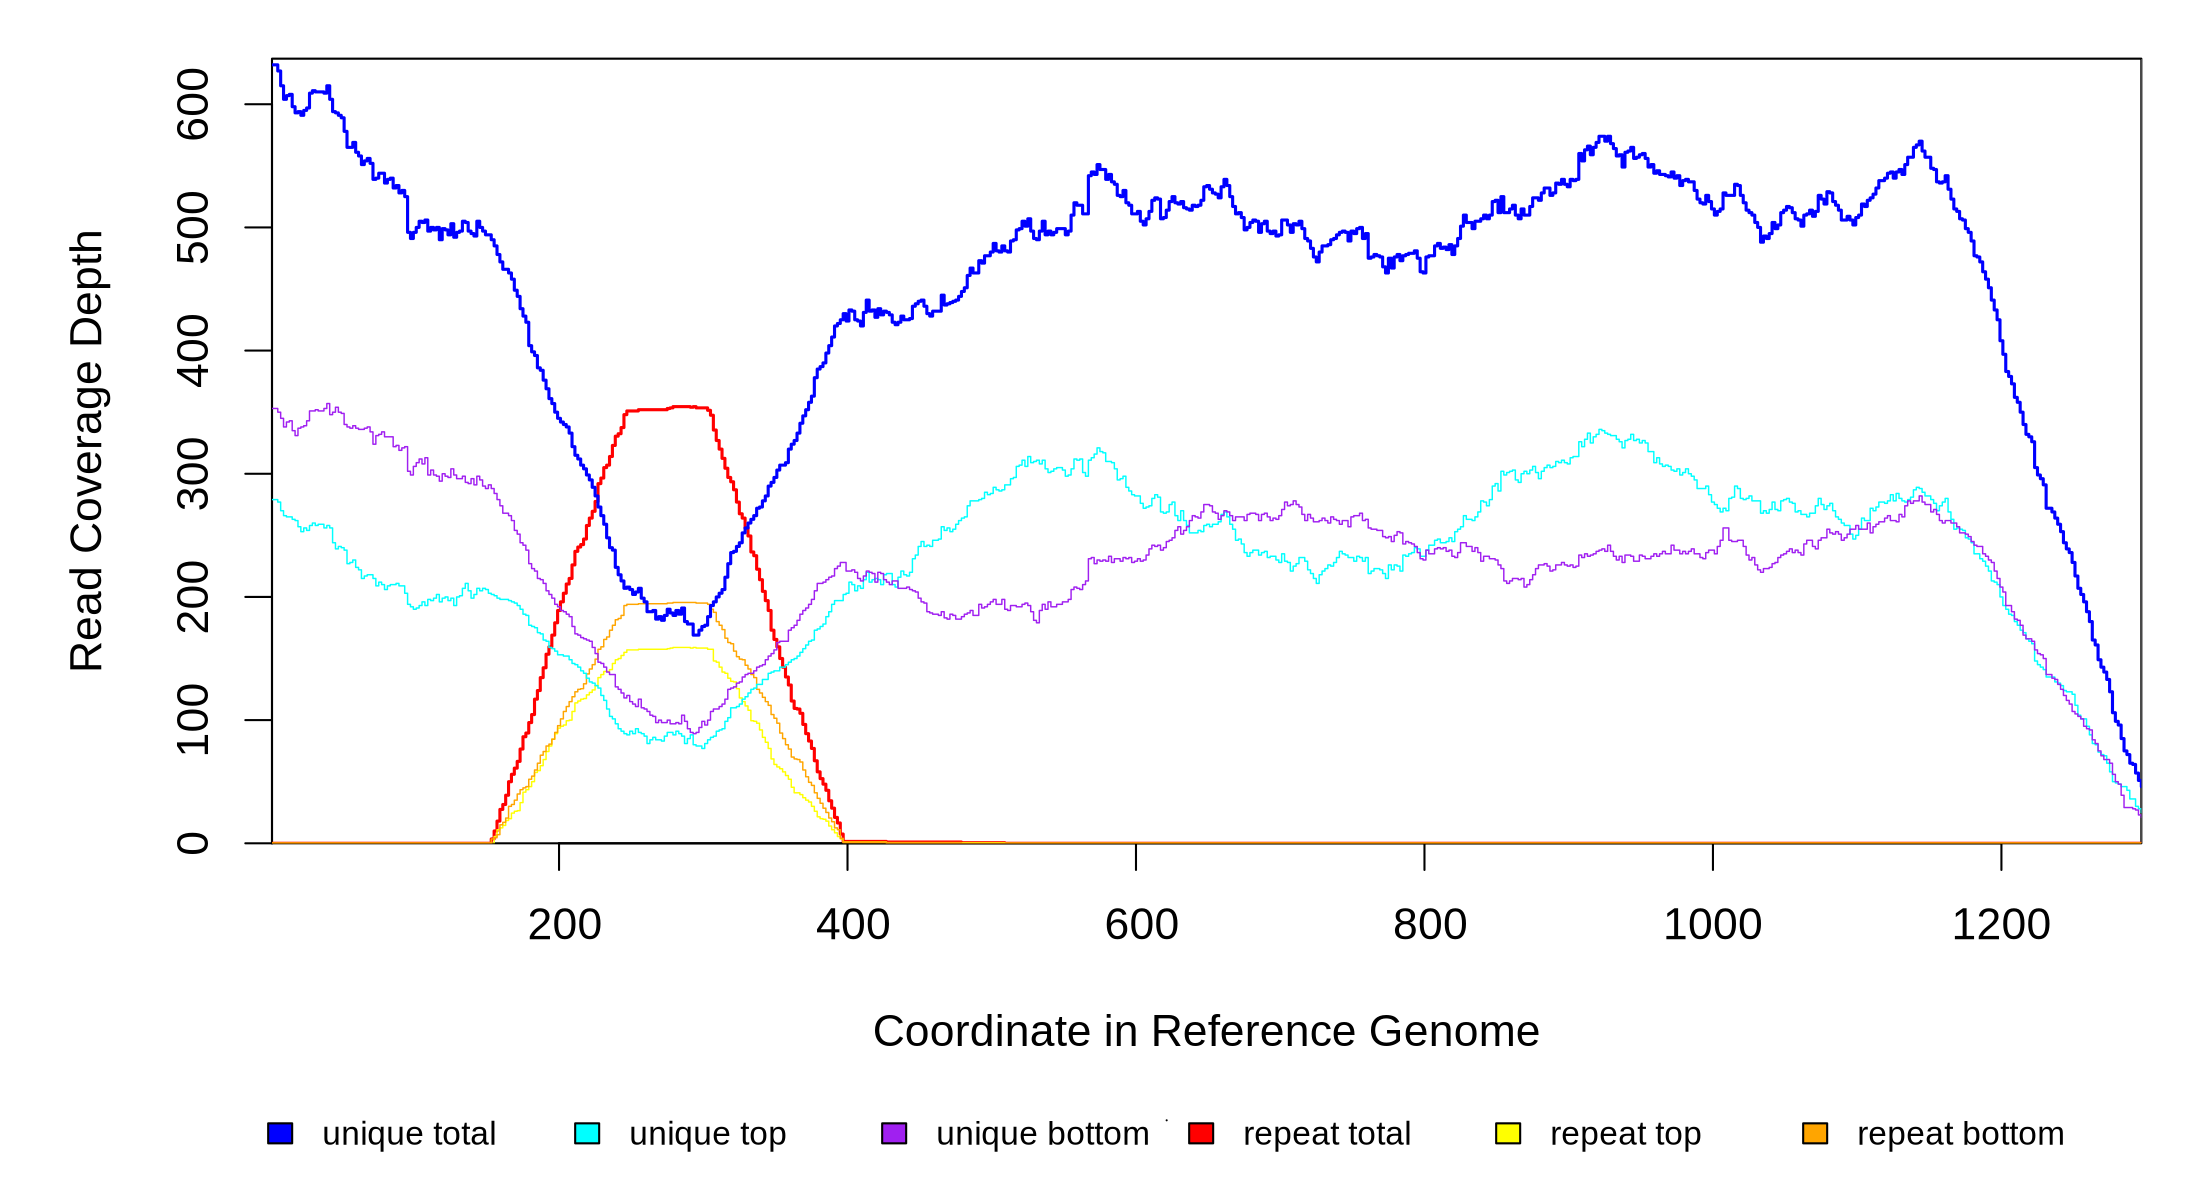 600
500
400
300
200
100
0
Read Coverage Depth
200 400 600 800 1000 1200
Coordinate in Reference Genome
unique total unique top unique bottom repeat total repeat top repeat bottom